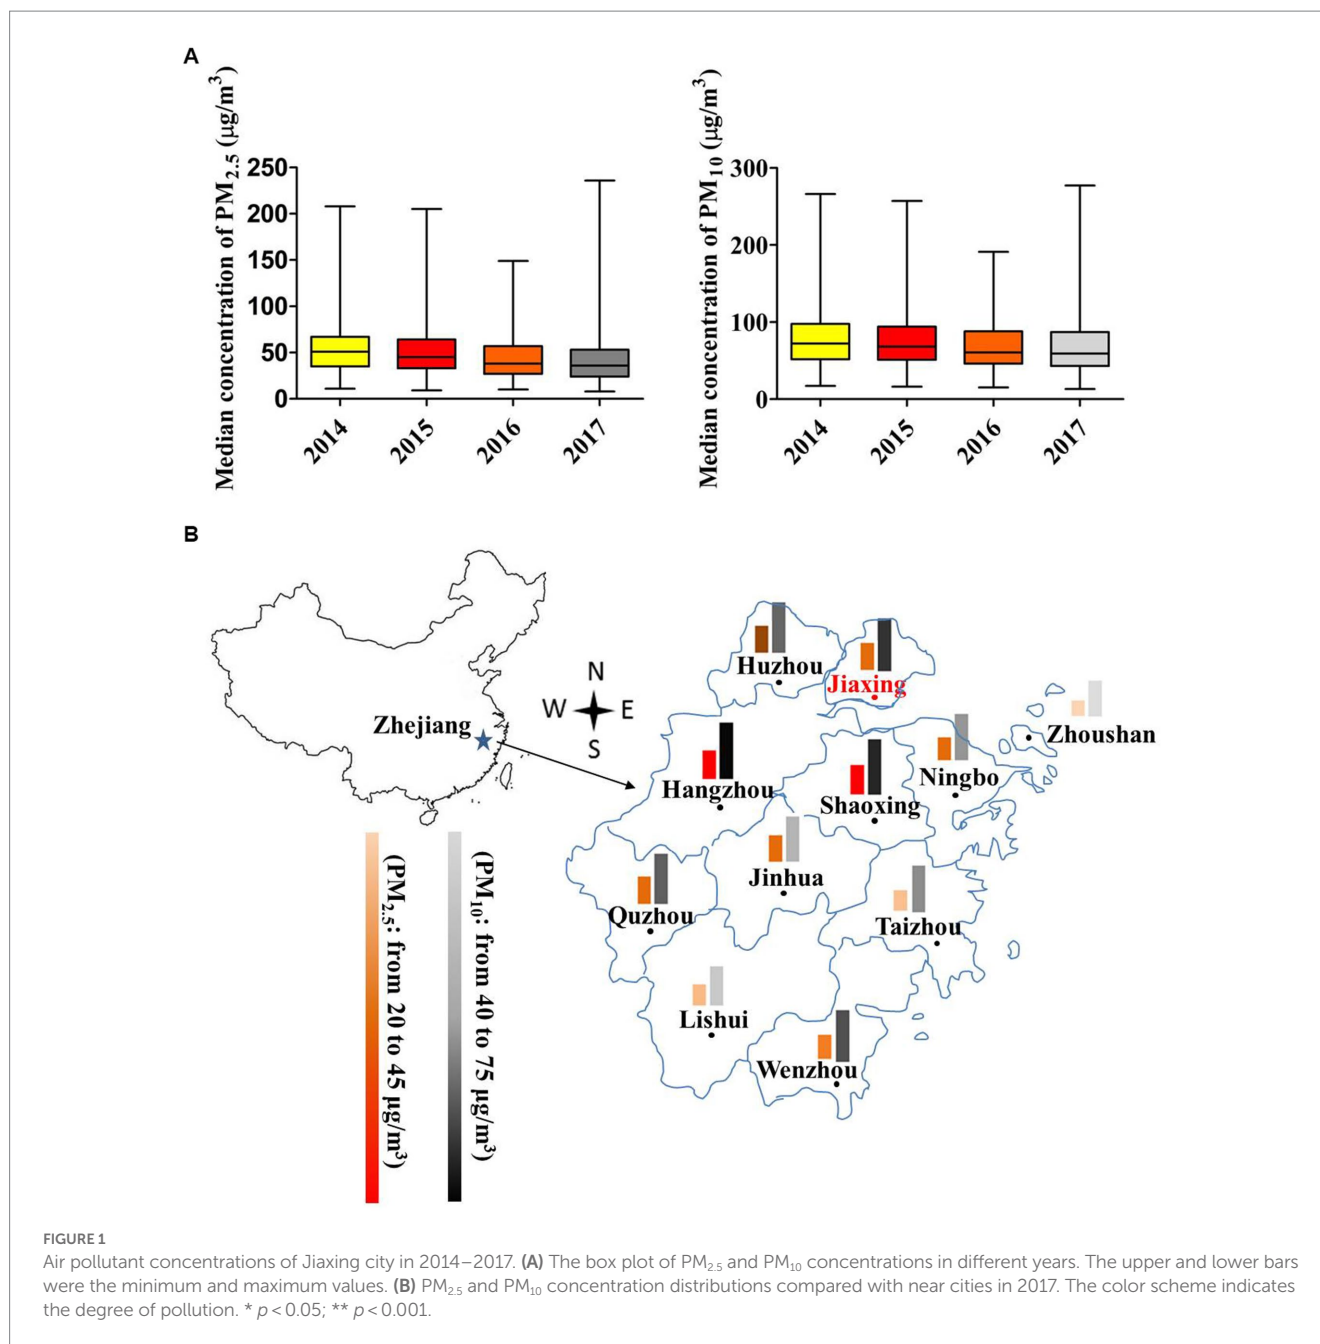 A
Median concentration of PM2.5 (µg/m3)
250
200
150
100
50
0
2014
2015
2016
2017
Median concentration of PM10 (µg/m3)
300
200
100
0
2014
2015
2016
2017
B
Zhejiang
N
W E
S
Huzhou
Jiaxing
Zhoushan
Hangzhou
Shaoxing
Ningbo
Jinhua
Quzhou
Taizhou
Lishui
Wenzhou
(PM2.5: from 20 to 45 µg/m3)
(PM10: from 40 to 75 µg/m3)
FIGURE 1
Air pollutant concentrations of Jiaxing city in 2014–2017. (A) The box plot of PM2.5 and PM10 concentrations in different years. The upper and lower bars
were the minimum and maximum values. (B) PM2.5 and PM10 concentration distributions compared with near cities in 2017. The color scheme indicates
the degree of pollution. * p < 0.05; ** p < 0.001.